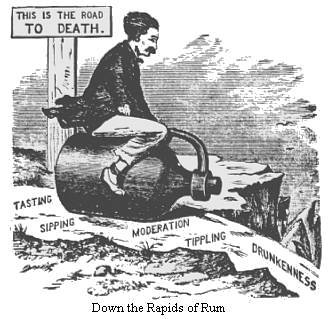 THIS IS THE ROAD
TO DEATH.
TASTING
SIPPING
MODERATION
TIPPLING
DRUNKENNESS
Down the Rapids of Rum